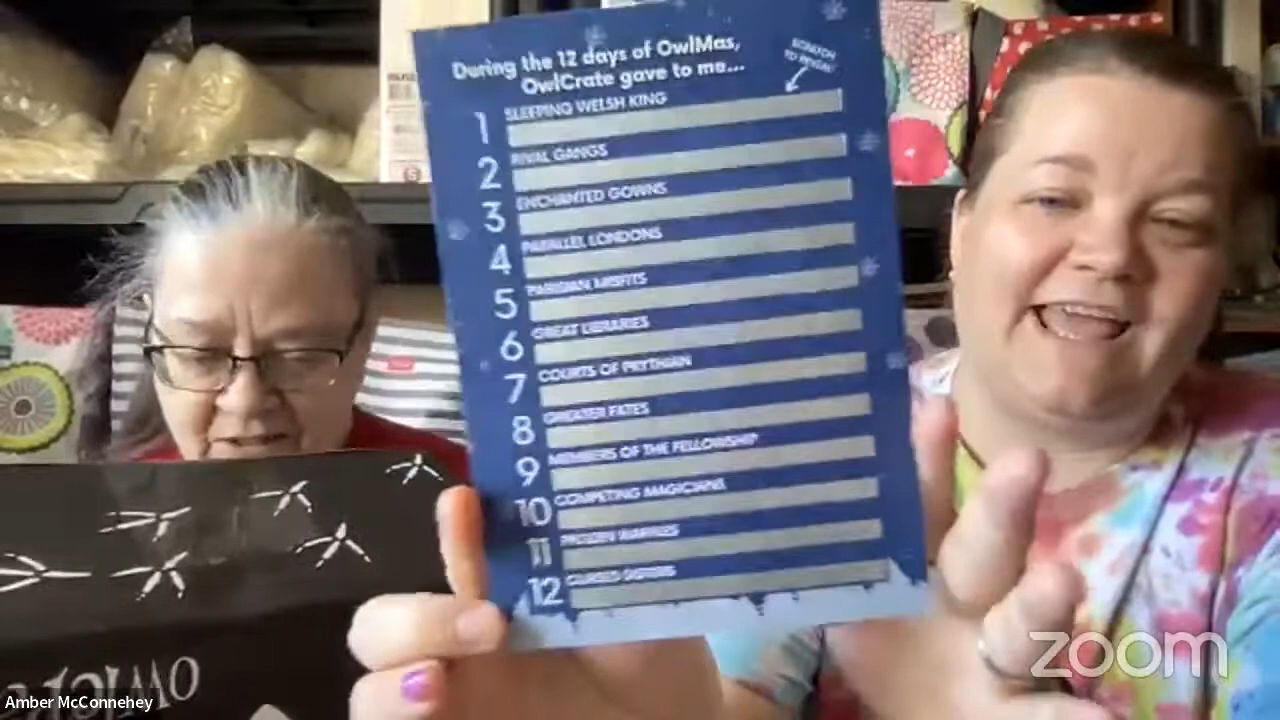 During the 12 days of OwlMas,
OwlCrate gave to me...
SCRATCH
TO REVEAL
1 SLEEPING WELSH KING
2 RIVAL GANGS
3 ENCHANTED GOWNS
4 PARALLEL LONDONS
5 PARISIAN MISFITS
6 GREAT LIBRARIES
7 COURTS OF PRYTHIAN
8 GREATER FATES
9 MEMBERS OF THE FELLOWSHIP
10 COMPETING MAGICIANS
11
12 CURSED
Amber McConnehey
zoom